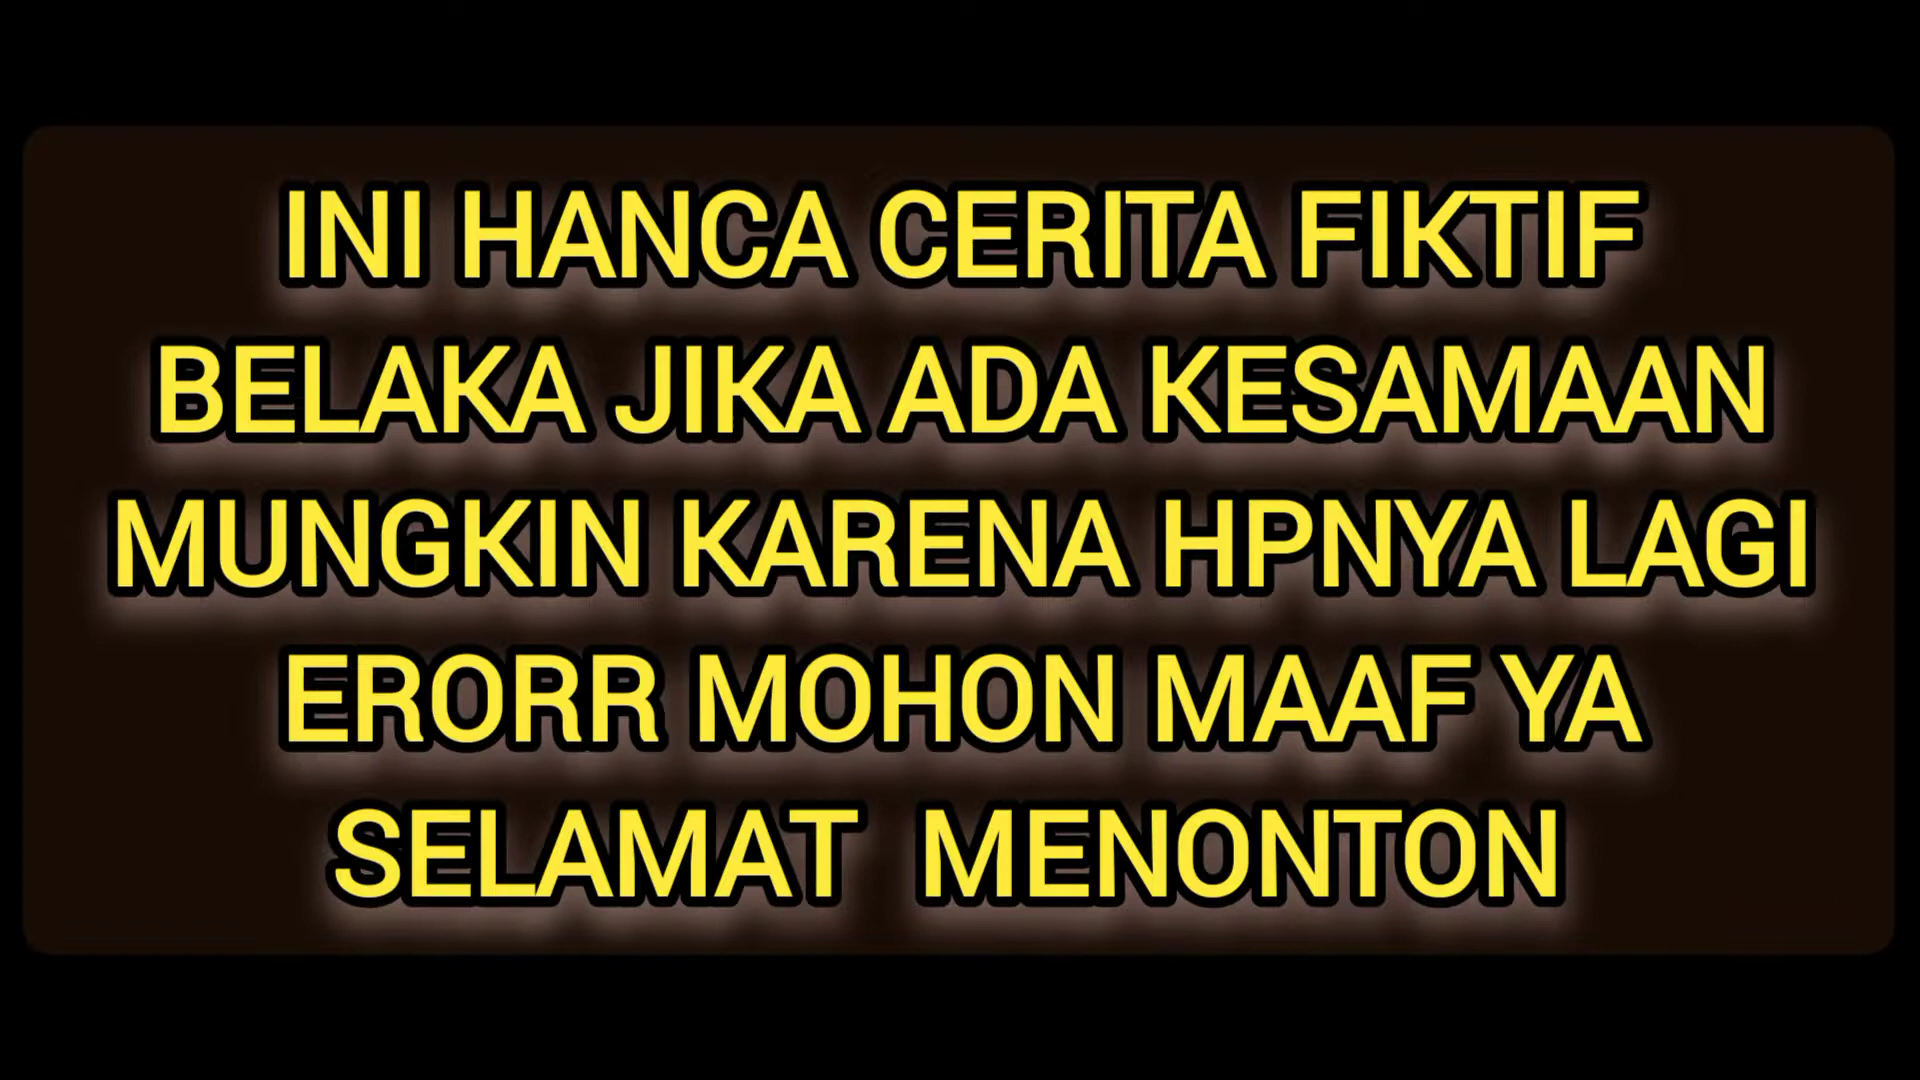 INI HANCA CERITA FIKTIF
BELAKA JIKA ADA KESAMAAN
MUNGKIN KARENA HPNYA LAGI
ERORR MOHON MAAF YA
SELAMAT  MENONTON